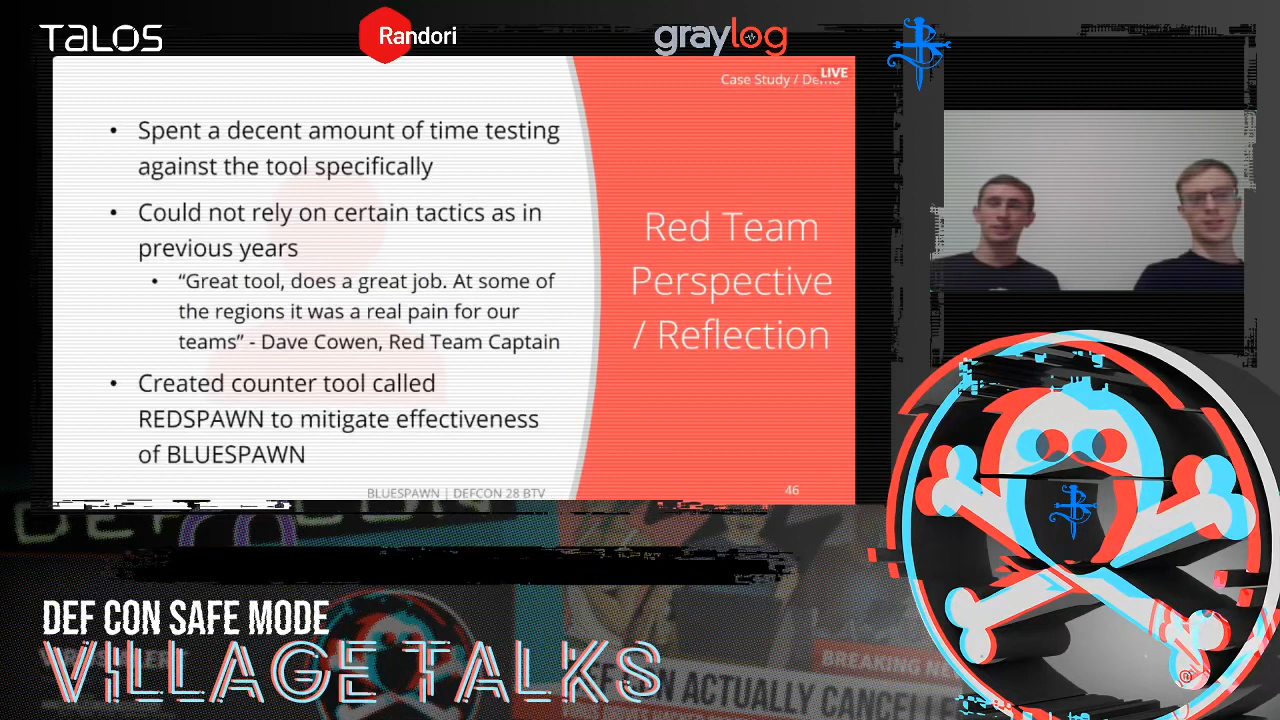 TALOS
Randori
graylog
Case Study / Demo
LIVE
• Spent a decent amount of time testing
against the tool specifically
• Could not rely on certain tactics as in
previous years
• “Great tool, does a great job. At some of
the regions it was a real pain for our
teams” - Dave Cowen, Red Team Captain
• Created counter tool called
REDSPAWN to mitigate effectiveness
of BLUESPAWN
Red Team
Perspective
/ Reflection
BLUESPAWN | DEFCON 28 BTV
46
DEF CON SAFE MODE
VILLAGE TALKS
BREAKING
CON ACTUALLY